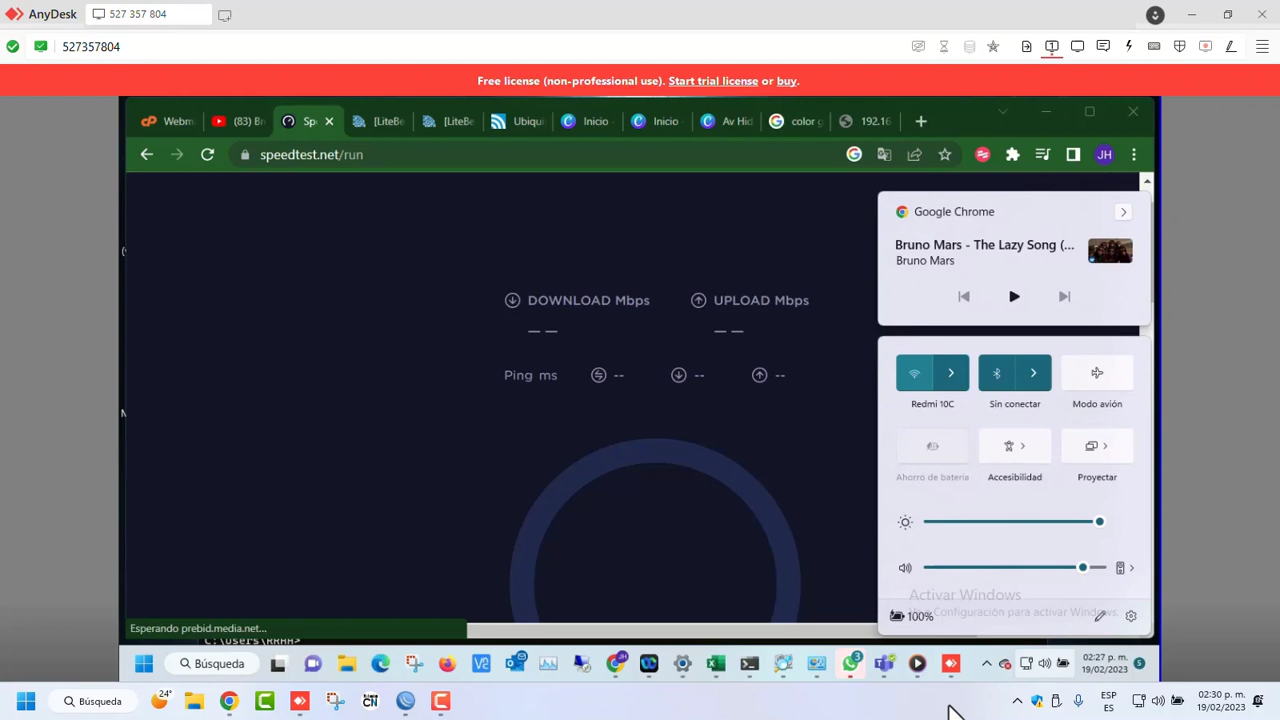 AnyDesk
527 357 804
527357804
Free license (non-professional use). Start trial license or buy.
Webm
(83) Br
Spe
[LiteBe
[LiteBe
Ubiqui
Inicio
Inicio
Av Hid
color g
192.16
speedtest.net/run
JH
Google Chrome
Bruno Mars - The Lazy Song (...
Bruno Mars
DOWNLOAD Mbps
UPLOAD Mbps
Ping ms
Redmi 10C
Sin conectar
Modo avión
Ahorro de batería
Accesibilidad
Proyectar
Activar Windows
Configuración para activar Windows.
100%
Esperando prebid.media.net...
C:\Users\RRHH>
Búsqueda
02:27 p. m.
19/02/2023
Búsqueda
24°
ESP
ES
02:30 p. m.
19/02/2023